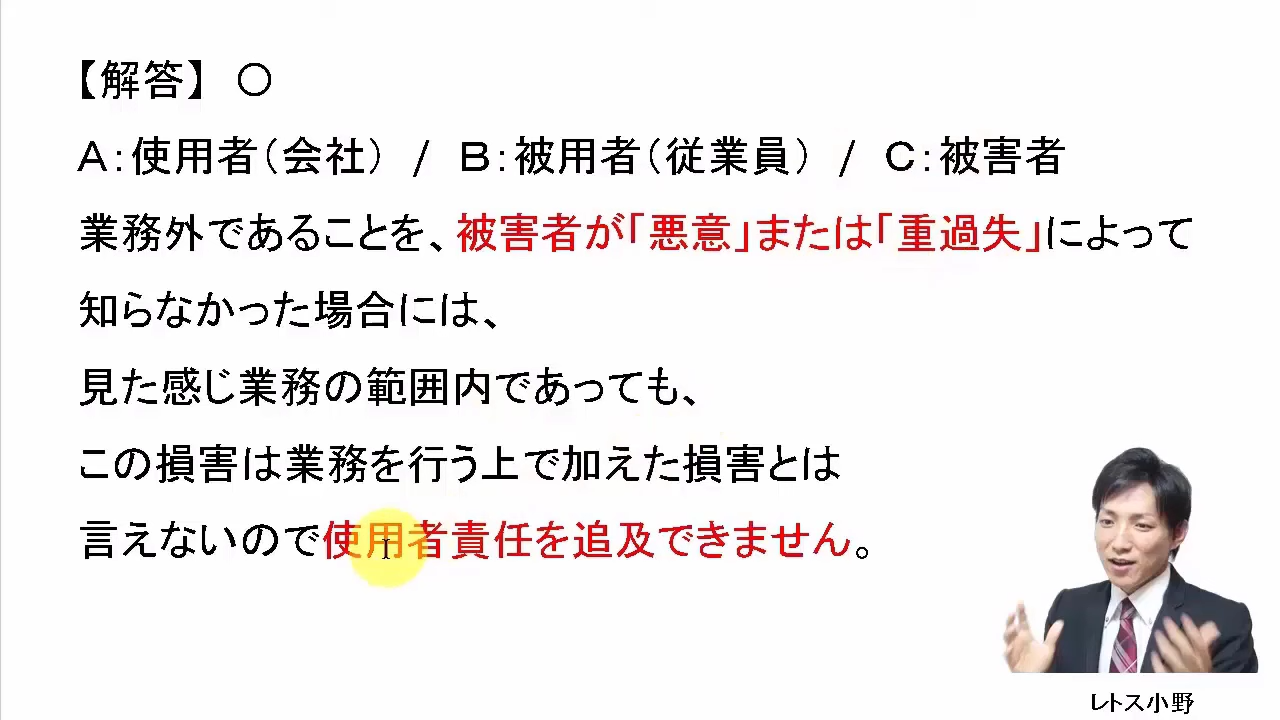 【解答】 ○
A:使用者(会社) / B:被用者(従業員) / C:被害者
業務外であることを、被害者が「悪意」または「重過失」によって
知らなかった場合には、
見た感じ業務の範囲内であっても、
この損害は業務を行う上で加えた損害とは
言えないので使用者責任を追及できません。
レトス小野